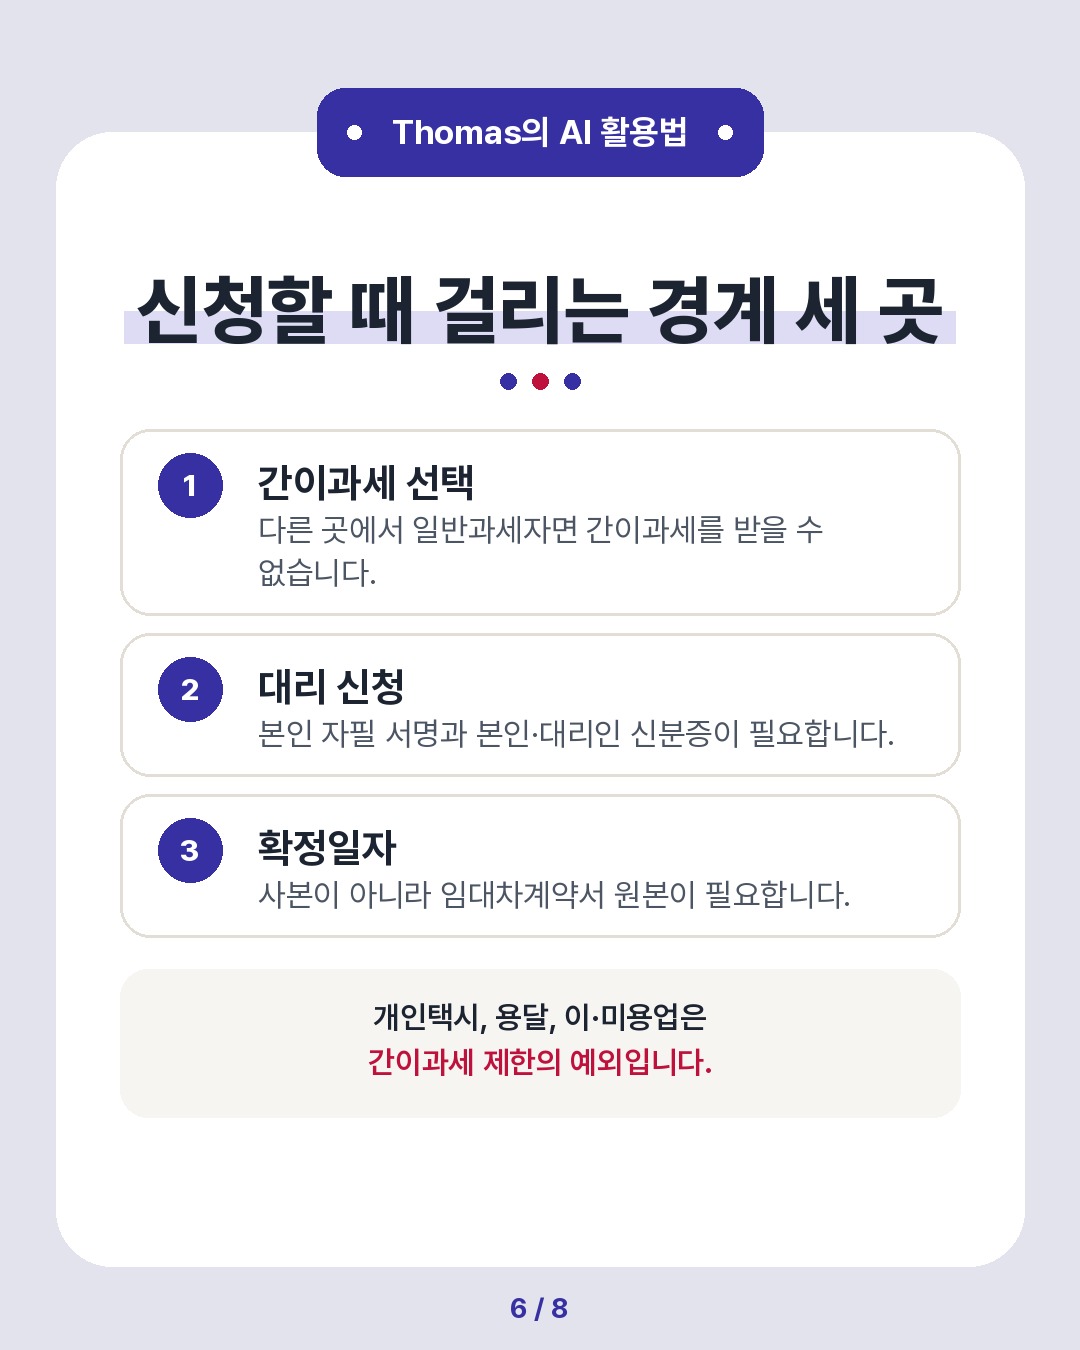 Thomas의 AI 활용법
신청할 때 걸리는 경계 세 곳
1
간이과세 선택
다른 곳에서 일반과세자면 간이과세를 받을 수
없습니다.
2
대리 신청
본인 자필 서명과 본인·대리인 신분증이 필요합니다.
3
확정일자
사본이 아니라 임대차계약서 원본이 필요합니다.
개인택시, 용달, 이·미용업은
간이과세 제한의 예외입니다.
6 / 8